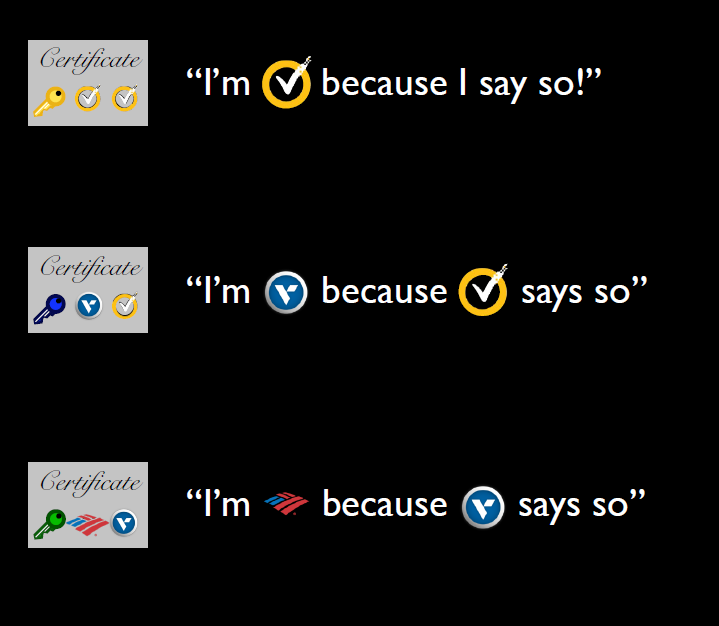 Certificate
“I’m because I say so!”
Certificate
“I’m because says so”
Certificate
“I’m because says so”